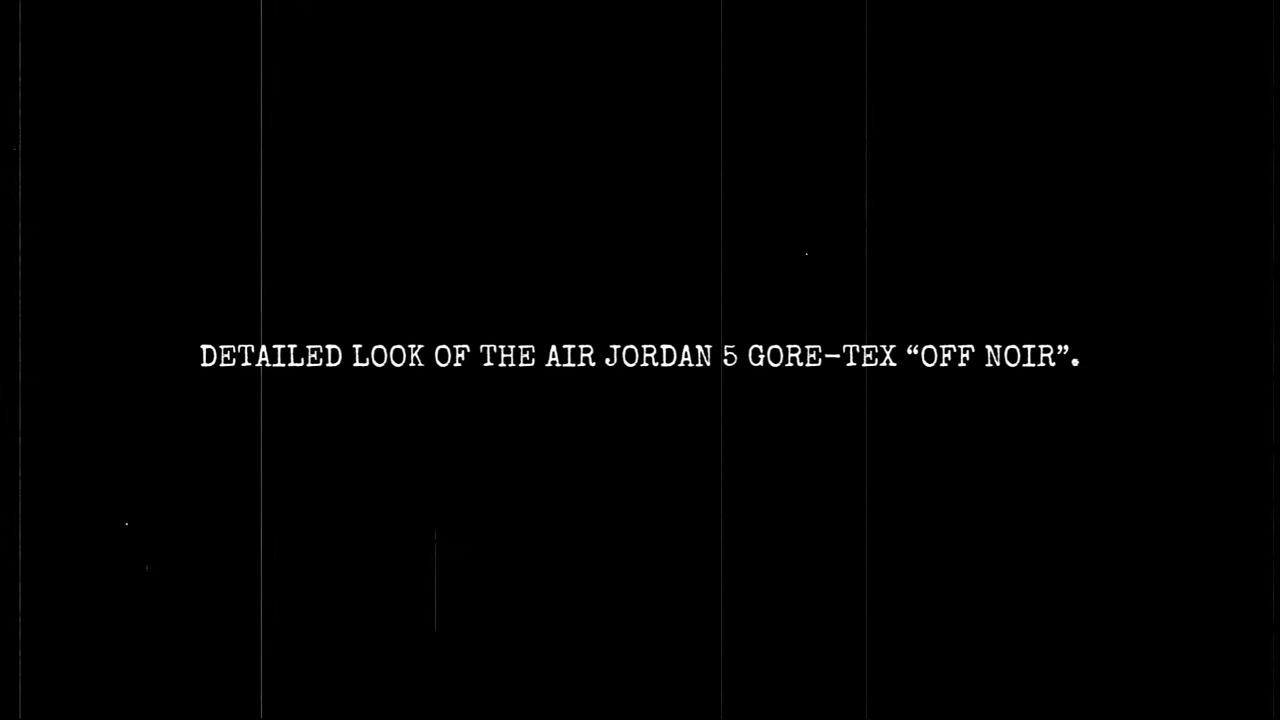 DETAILED LOOK OF THE AIR JORDAN 5 GORE-TEX “OFF NOIR”.